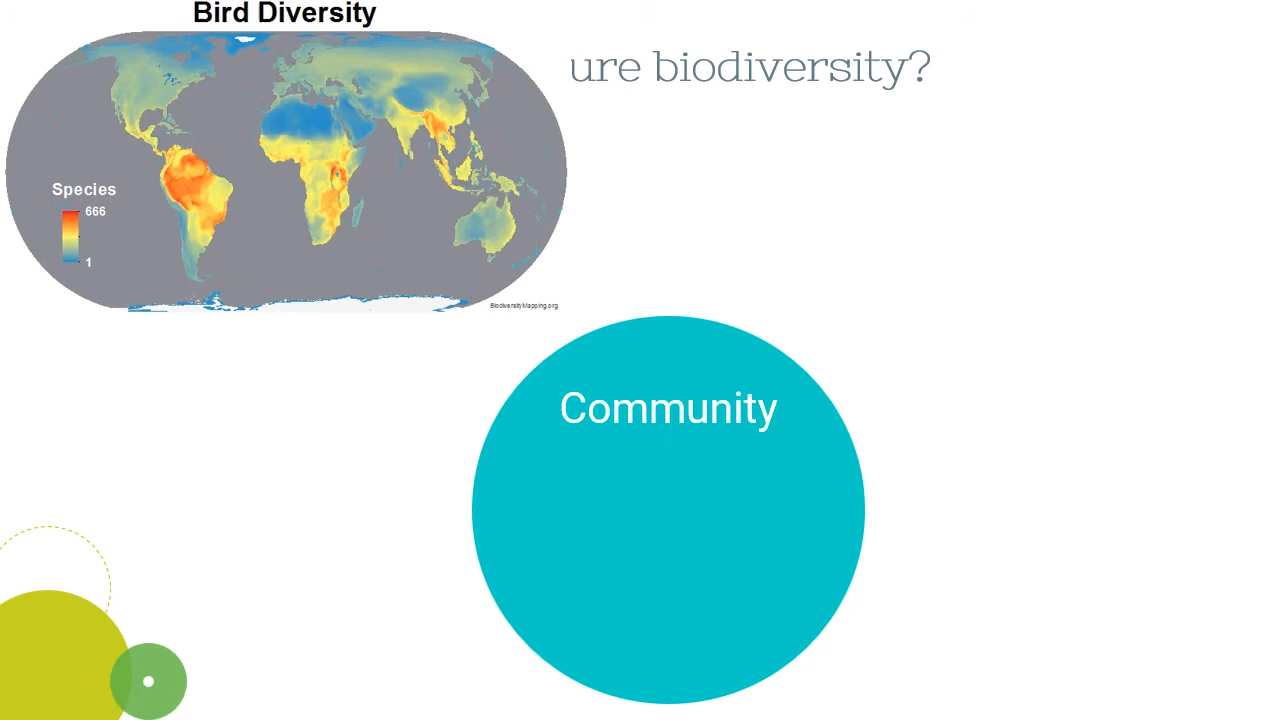 Bird Diversity
ure biodiversity?
Species
666
1
BiodiversityMapping.org
Community